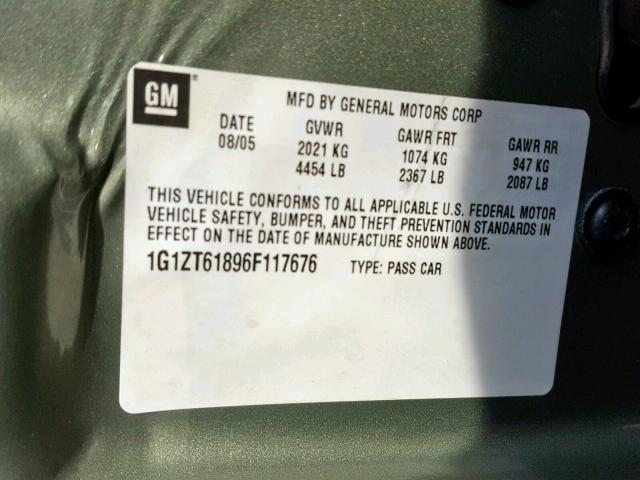 GM®
MFD BY GENERAL MOTORS CORP
DATE GVWR GAWR FRT GAWR RR
08/05 2021 KG 1074 KG 947 KG
4454 LB 2367 LB 2087 LB
THIS VEHICLE CONFORMS TO ALL APPLICABLE U.S. FEDERAL MOTOR
VEHICLE SAFETY, BUMPER, AND THEFT PREVENTION STANDARDS IN
EFFECT ON THE DATE OF MANUFACTURE SHOWN ABOVE.
1G1ZT61896F117676 TYPE: PASS CAR